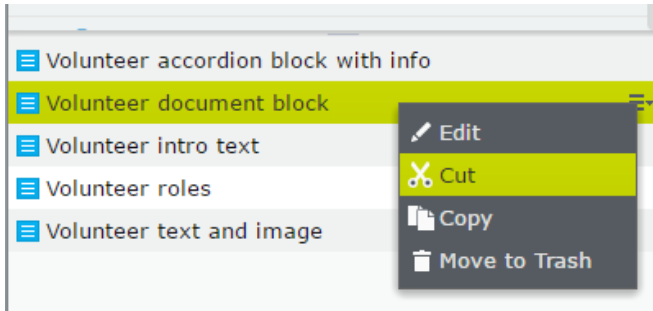 Volunteer accordion block with info
Volunteer document block
Edit
Volunteer intro text
Cut
Volunteer roles
Copy
Volunteer text and image
Move to Trash